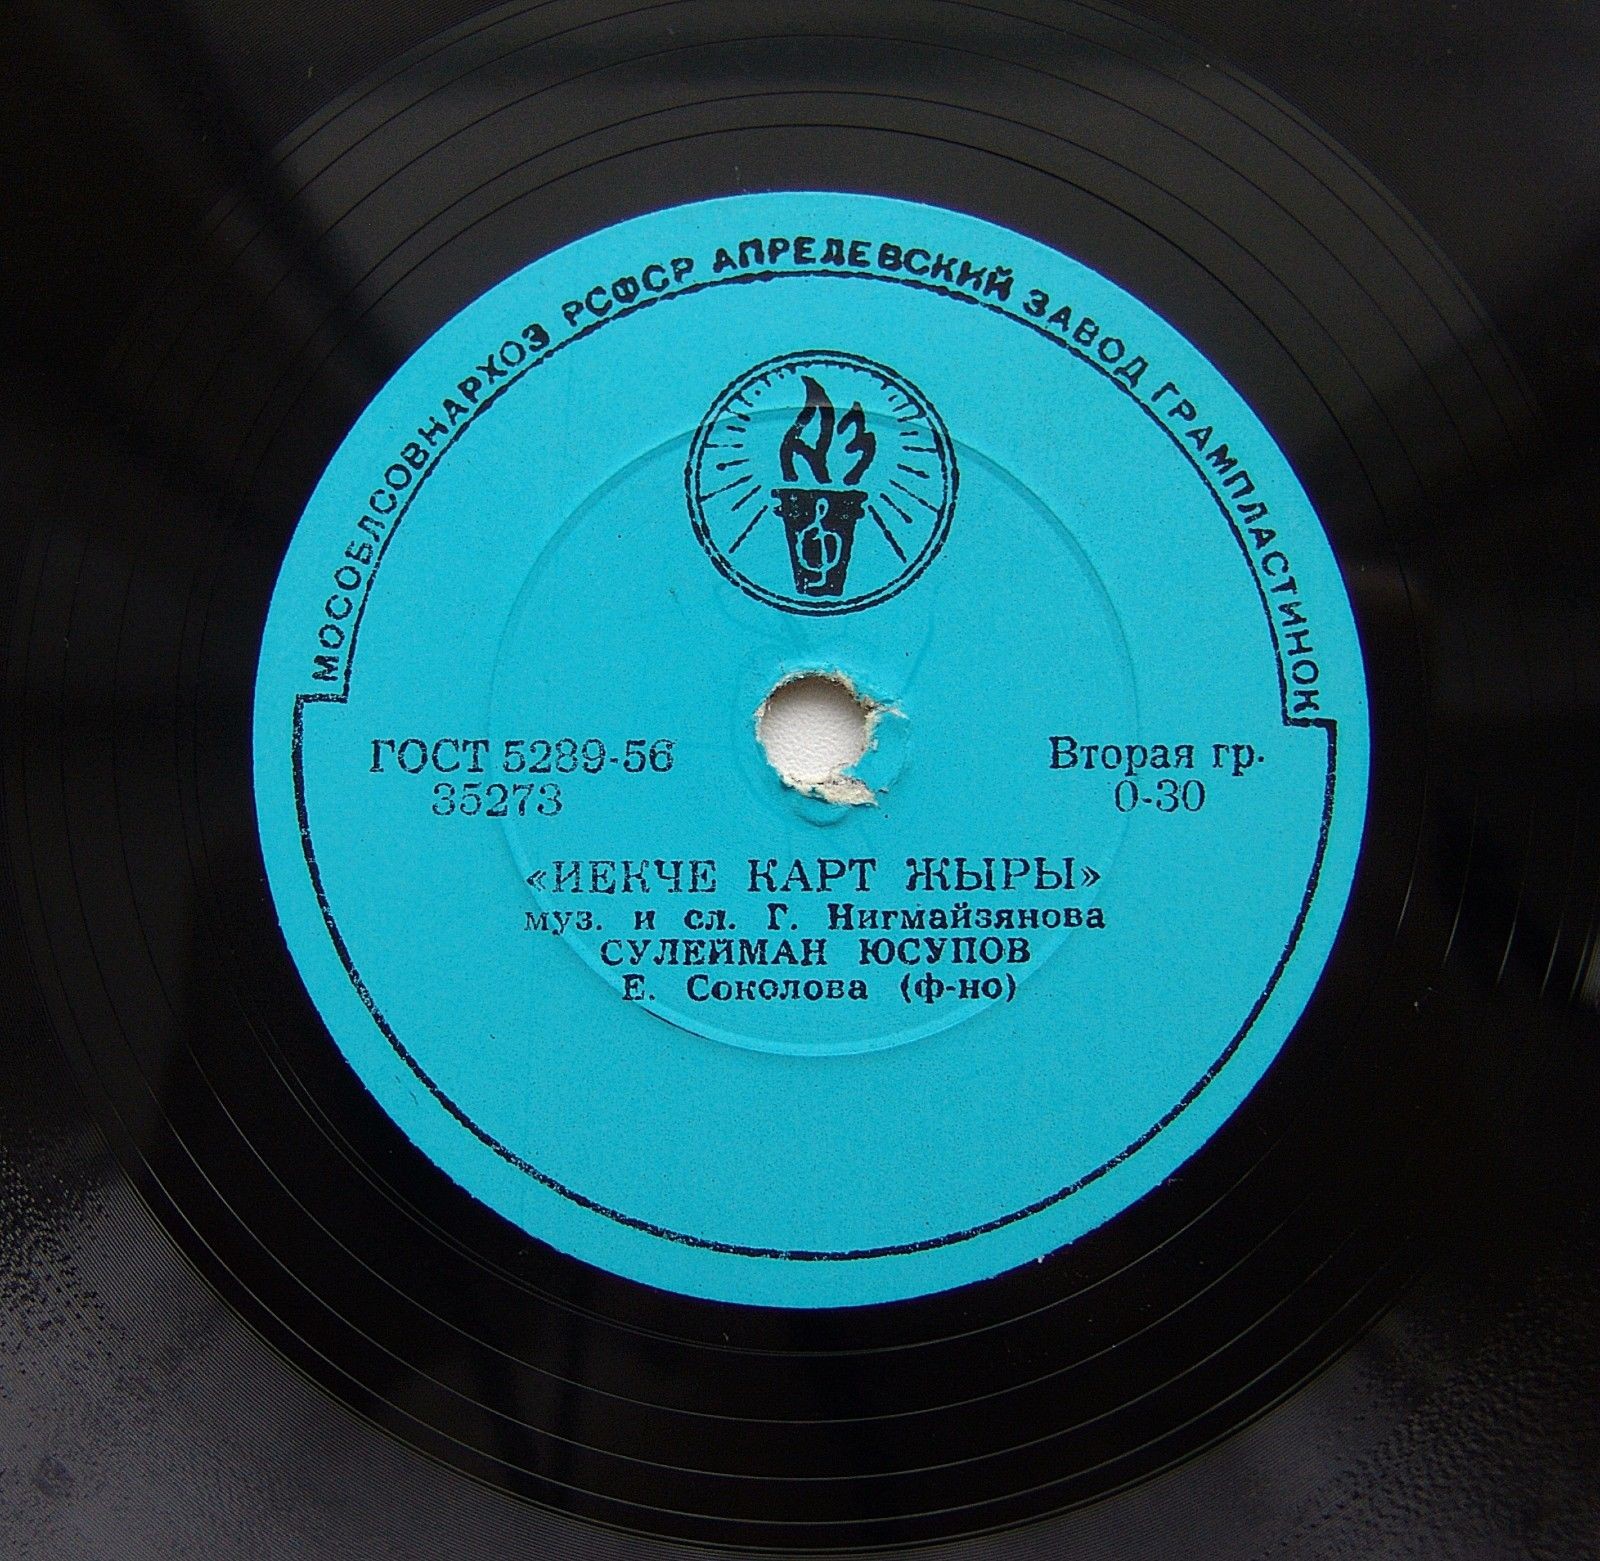 МОСОБЛСОВНАРХОЗ РСФСР АПРЕЛЕВСКИЙ ЗАВОД ГРАМПЛАСТИНОК
АЗ
ГФ
ГОСТ 5289-56
35273
Вторая гр.
0-30
«ИЕКЧЕ КАРТ ЖЫРЫ»
муз. и сл. Г. Нигмайзянова
СУЛЕЙМАН ЮСУПОВ
Е. Соколова (ф-но)